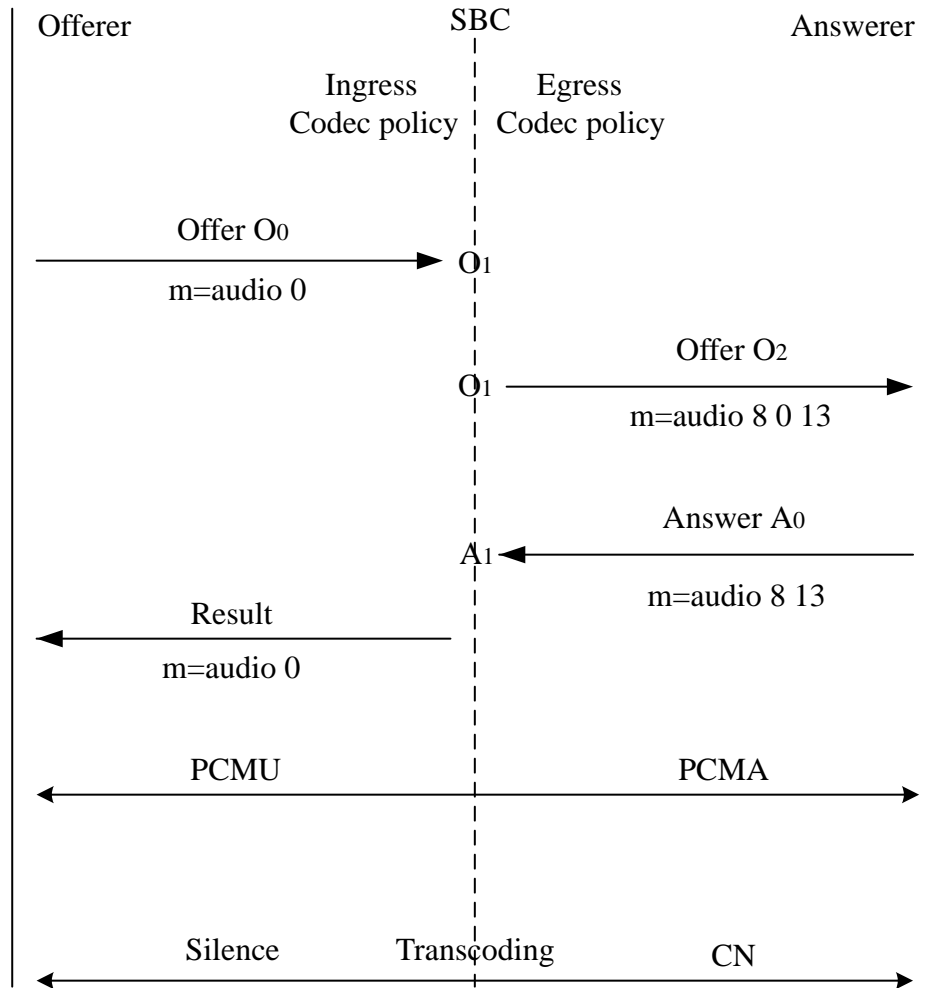 Offerer
SBC
Answerer
Ingress
Codec policy
Egress
Codec policy
Offer O0
m=audio 0
O1
Offer O2
O1
m=audio 8 0 13
Answer A0
A1
m=audio 8 13
Result
m=audio 0
PCMU
PCMA
Silence
Transcoding
CN